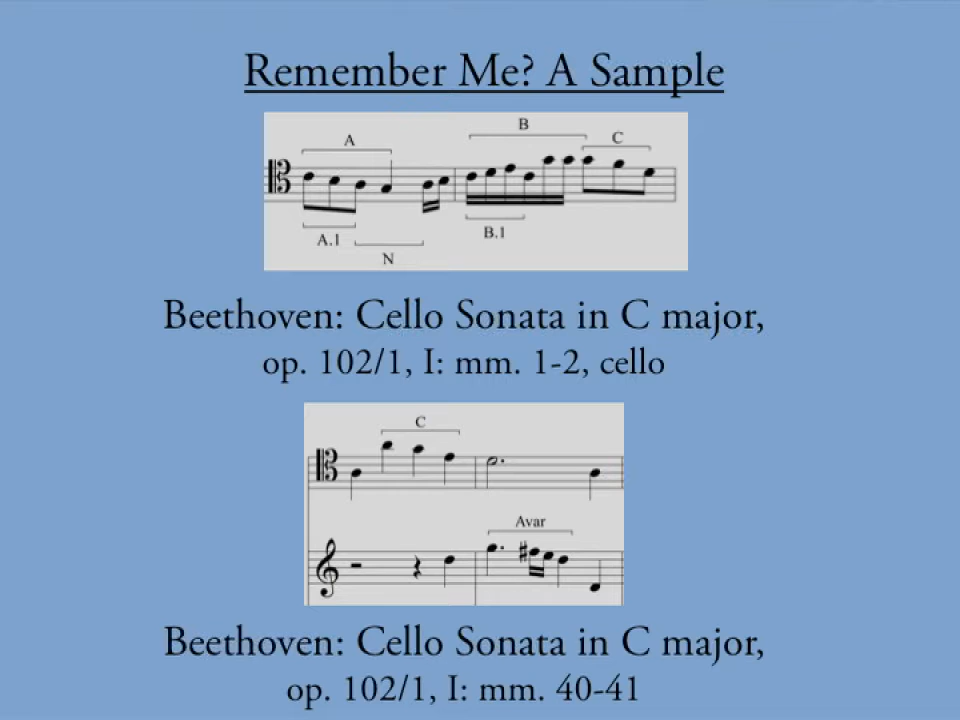 Remember Me? A Sample
A B C
A.1 N B.1
Beethoven: Cello Sonata in C major,
op. 102/1, I: mm. 1-2, cello
C
Avar
Beethoven: Cello Sonata in C major,
op. 102/1, I: mm. 40-41